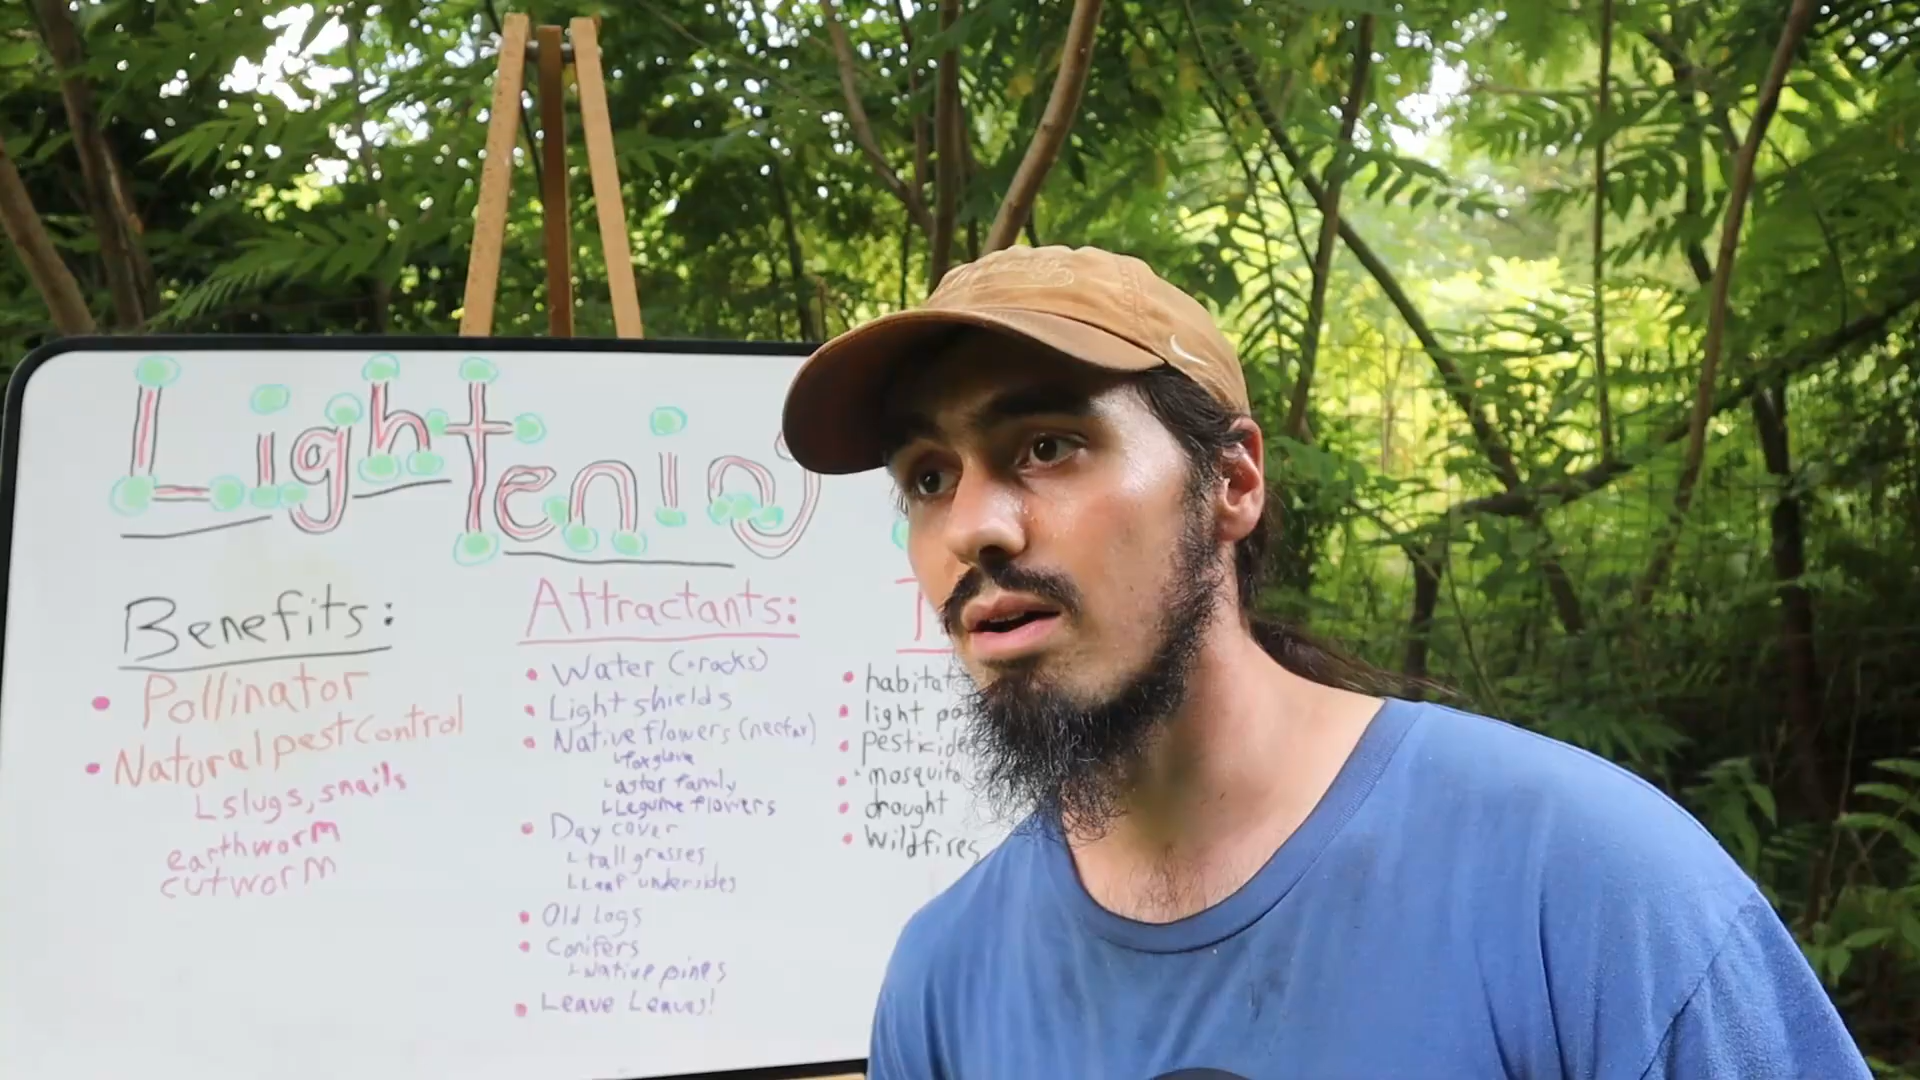 Lightening
Benefits:
• Pollinator
• Natural pest control
slugs, snails
earthworm
cutworm
Attractants:
• Water (+rocks)
• Light shields
• Native flowers (nectar)
foxglove
aster family
Legume flowers
• Day cover
tall grasses
Leaf undersides
• Old logs
• Conifers
Native pines
• Leave Leaves!
• habitat
• light
• pesticide
• mosquito
• drought
• Wildfires